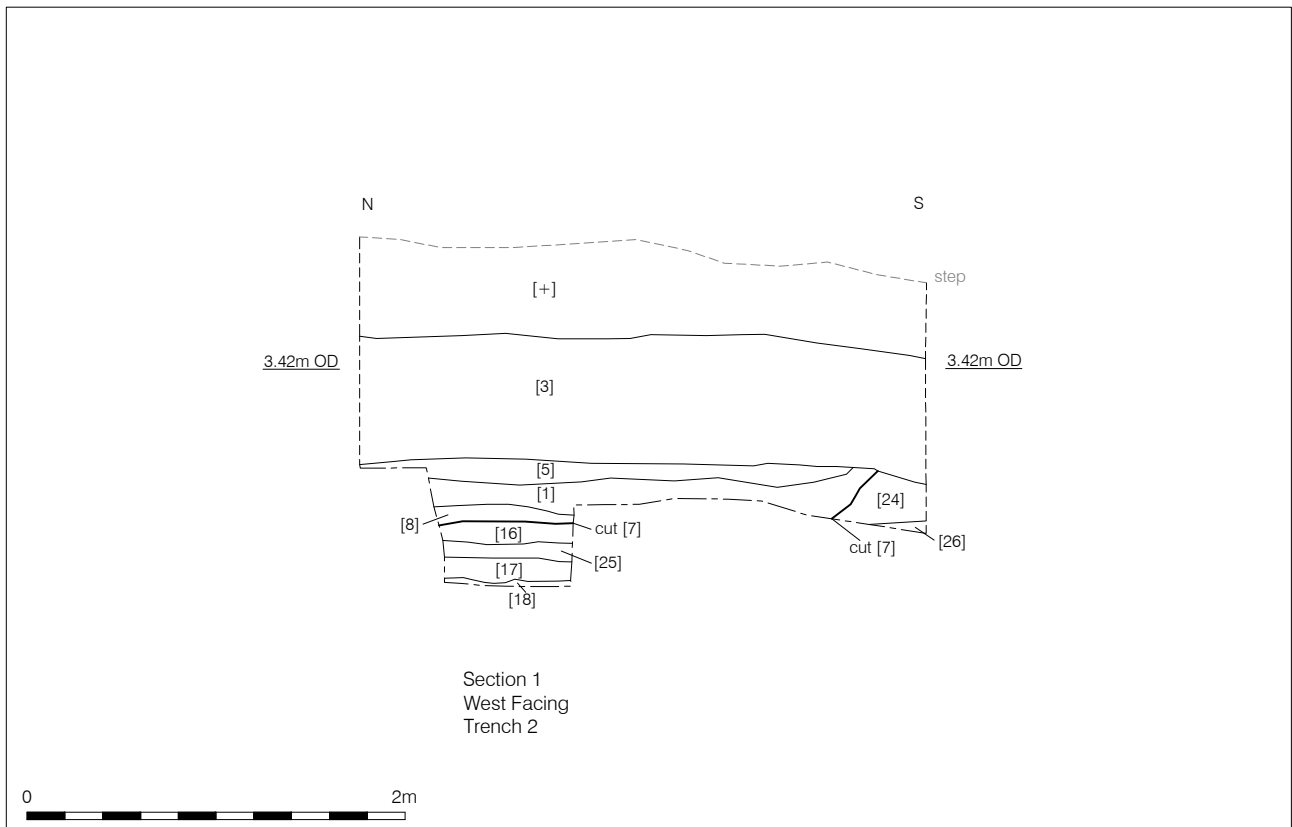 N
S
step
[+]
3.42m OD
3.42m OD
[3]
[5]
[1]
[24]
[8]
cut [7]
[16]
[26]
cut [7]
[25]
[17]
[18]
Section 1
West Facing
Trench 2
0
2m